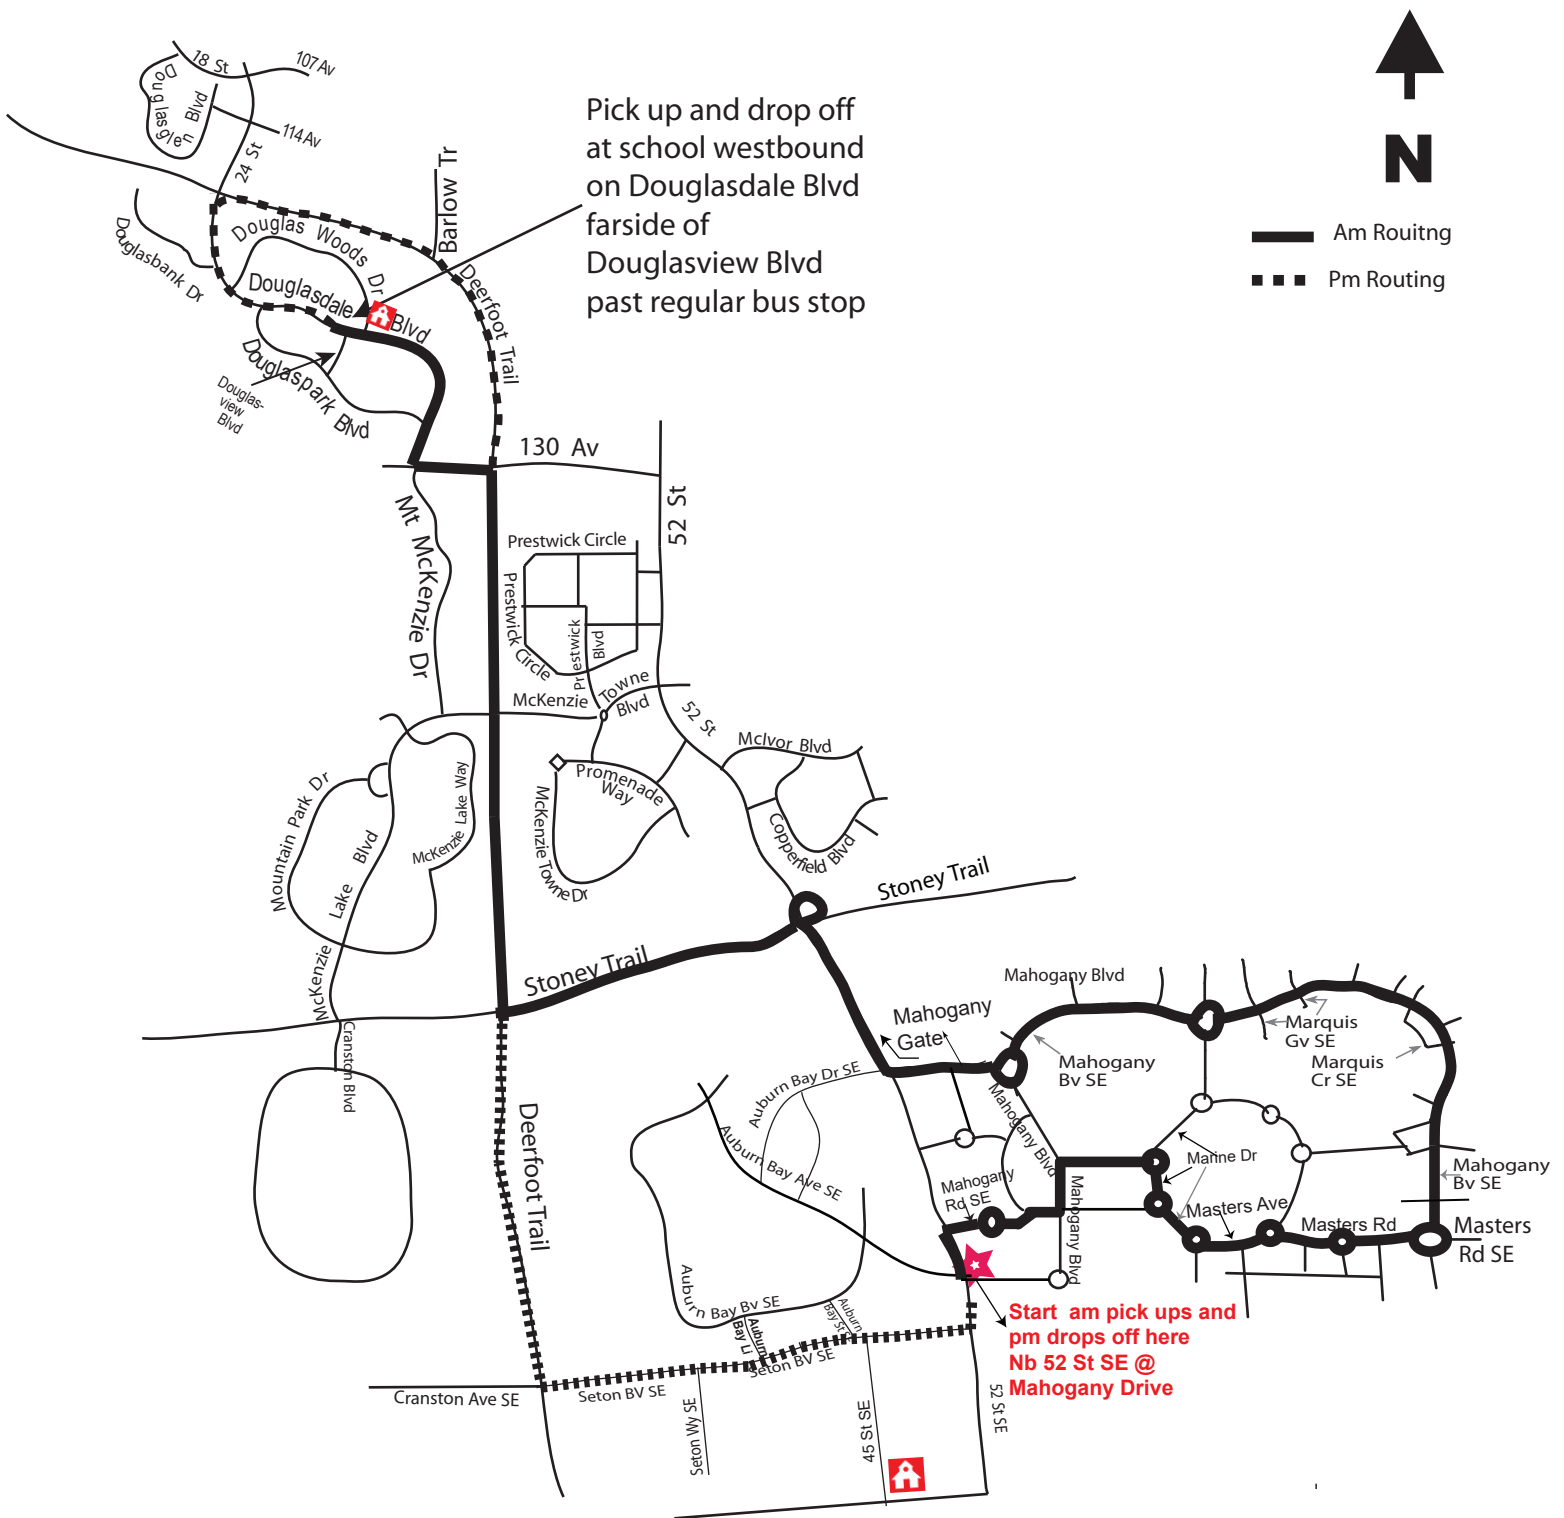 18 St
107 Av
Douglasglen
Blvd
114 Av
24 St
Pick up and drop off
at school westbound
on Douglasdale Blvd
farside of
Douglasview Blvd
past regular bus stop
N
Am Rouitng
Pm Routing
Barlow Tr
Douglasbank Dr
Douglas Woods Dr
Deerfoot Trail
Douglasdale Blvd
Douglaspark Blvd
Douglas-
view
Blvd
130 Av
52 St
Mt McKenzie Dr
Prestwick Circle
Prestwick Circle
Prrestwick
Blvd
McKenzie Towne
Blvd
52 St
McIvor Blvd
Promenade
Way
McKenzie Towne Dr
Copperfield Blvd
Mountain Park Dr
McKenzie Lake Way
McKenzie Lake Blvd
Stoney Trail
Stoney Trail
Cranston Blvd
Mahogany Blvd
Mahogany
Gate
Marquis
Gv SE
Mahogany
Bv SE
Marquis
Cr SE
Auburn Bay Dr SE
Mahogany Blvd
Auburn Bay Ave SE
Deerfoot Trail
Marine Dr
Mahogany
Rd SE
Mahogany Blvd
Mahogany
Bv SE
Masters Ave
Masters Rd
Masters
Rd SE
Auburn Bay Bv SE
Auburn
Bay Li
Auburn
Bay St S
Start  am pick ups and
pm drops off here
Nb 52 St SE @
Mahogany Drive
Seton BV SE
Seton BV SE
Cranston Ave SE
Seton Wy SE
45 St SE
52 St SE